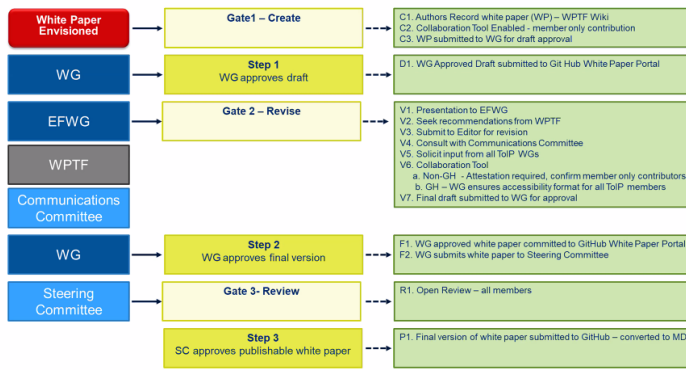 White Paper
Envisioned
Gate1 – Create
C1. Authors Record white paper (WP) – WPTF Wiki
C2. Collaboration Tool Enabled - member only contribution
C3. WP submitted to WG for draft approval
WG
Step 1
WG approves draft
D1. WG Approved Draft submitted to Git Hub White Paper Portal
EFWG
Gate 2 – Revise
V1. Presentation to EFWG
V2. Seek recommendations from WPTF
V3. Submit to Editor for revision
V4. Consult with Communications Committee
V5. Solicit input from all ToIP WGs
V6. Collaboration Tool
a. Non-GH - Attestation required, confirm member only contributors
b. GH – WG ensures accessibility format for all ToIP members
V7. Final draft submitted to WG for approval
WPTF
Communications
Committee
WG
Step 2
WG approves final version
F1. WG approved white paper committed to GitHub White Paper Portal
F2. WG submits white paper to Steering Committee
Steering
Committee
Gate 3- Review
R1. Open Review – all members
Step 3
SC approves publishable white paper
P1. Final version of white paper submitted to GitHub – converted to MD